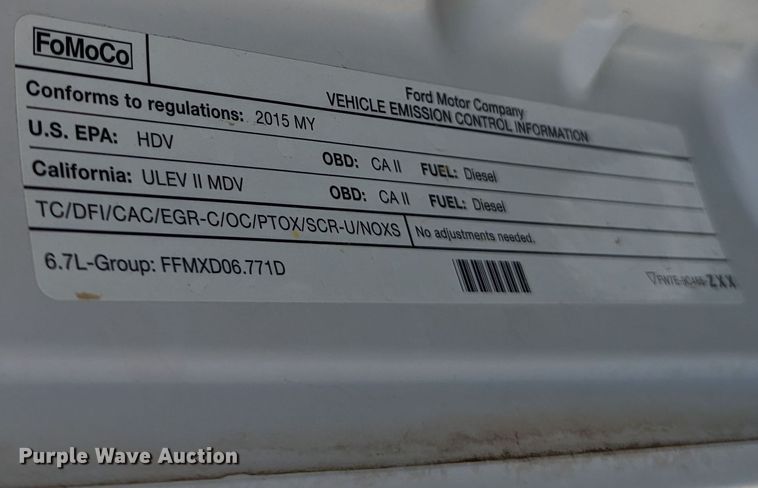 FoMoCo
Ford Motor Company
VEHICLE EMISSION CONTROL INFORMATION
Conforms to regulations: 2015 MY
U.S. EPA: HDV OBD: CA II FUEL: Diesel
California: ULEV II MDV OBD: CA II FUEL: Diesel
TC/DFI/CAC/EGR-C/OC/PTOX/SCR-U/NOXS No adjustments needed.
6.7L-Group: FFMXD06.771D
ZXX
Purple Wave Auction